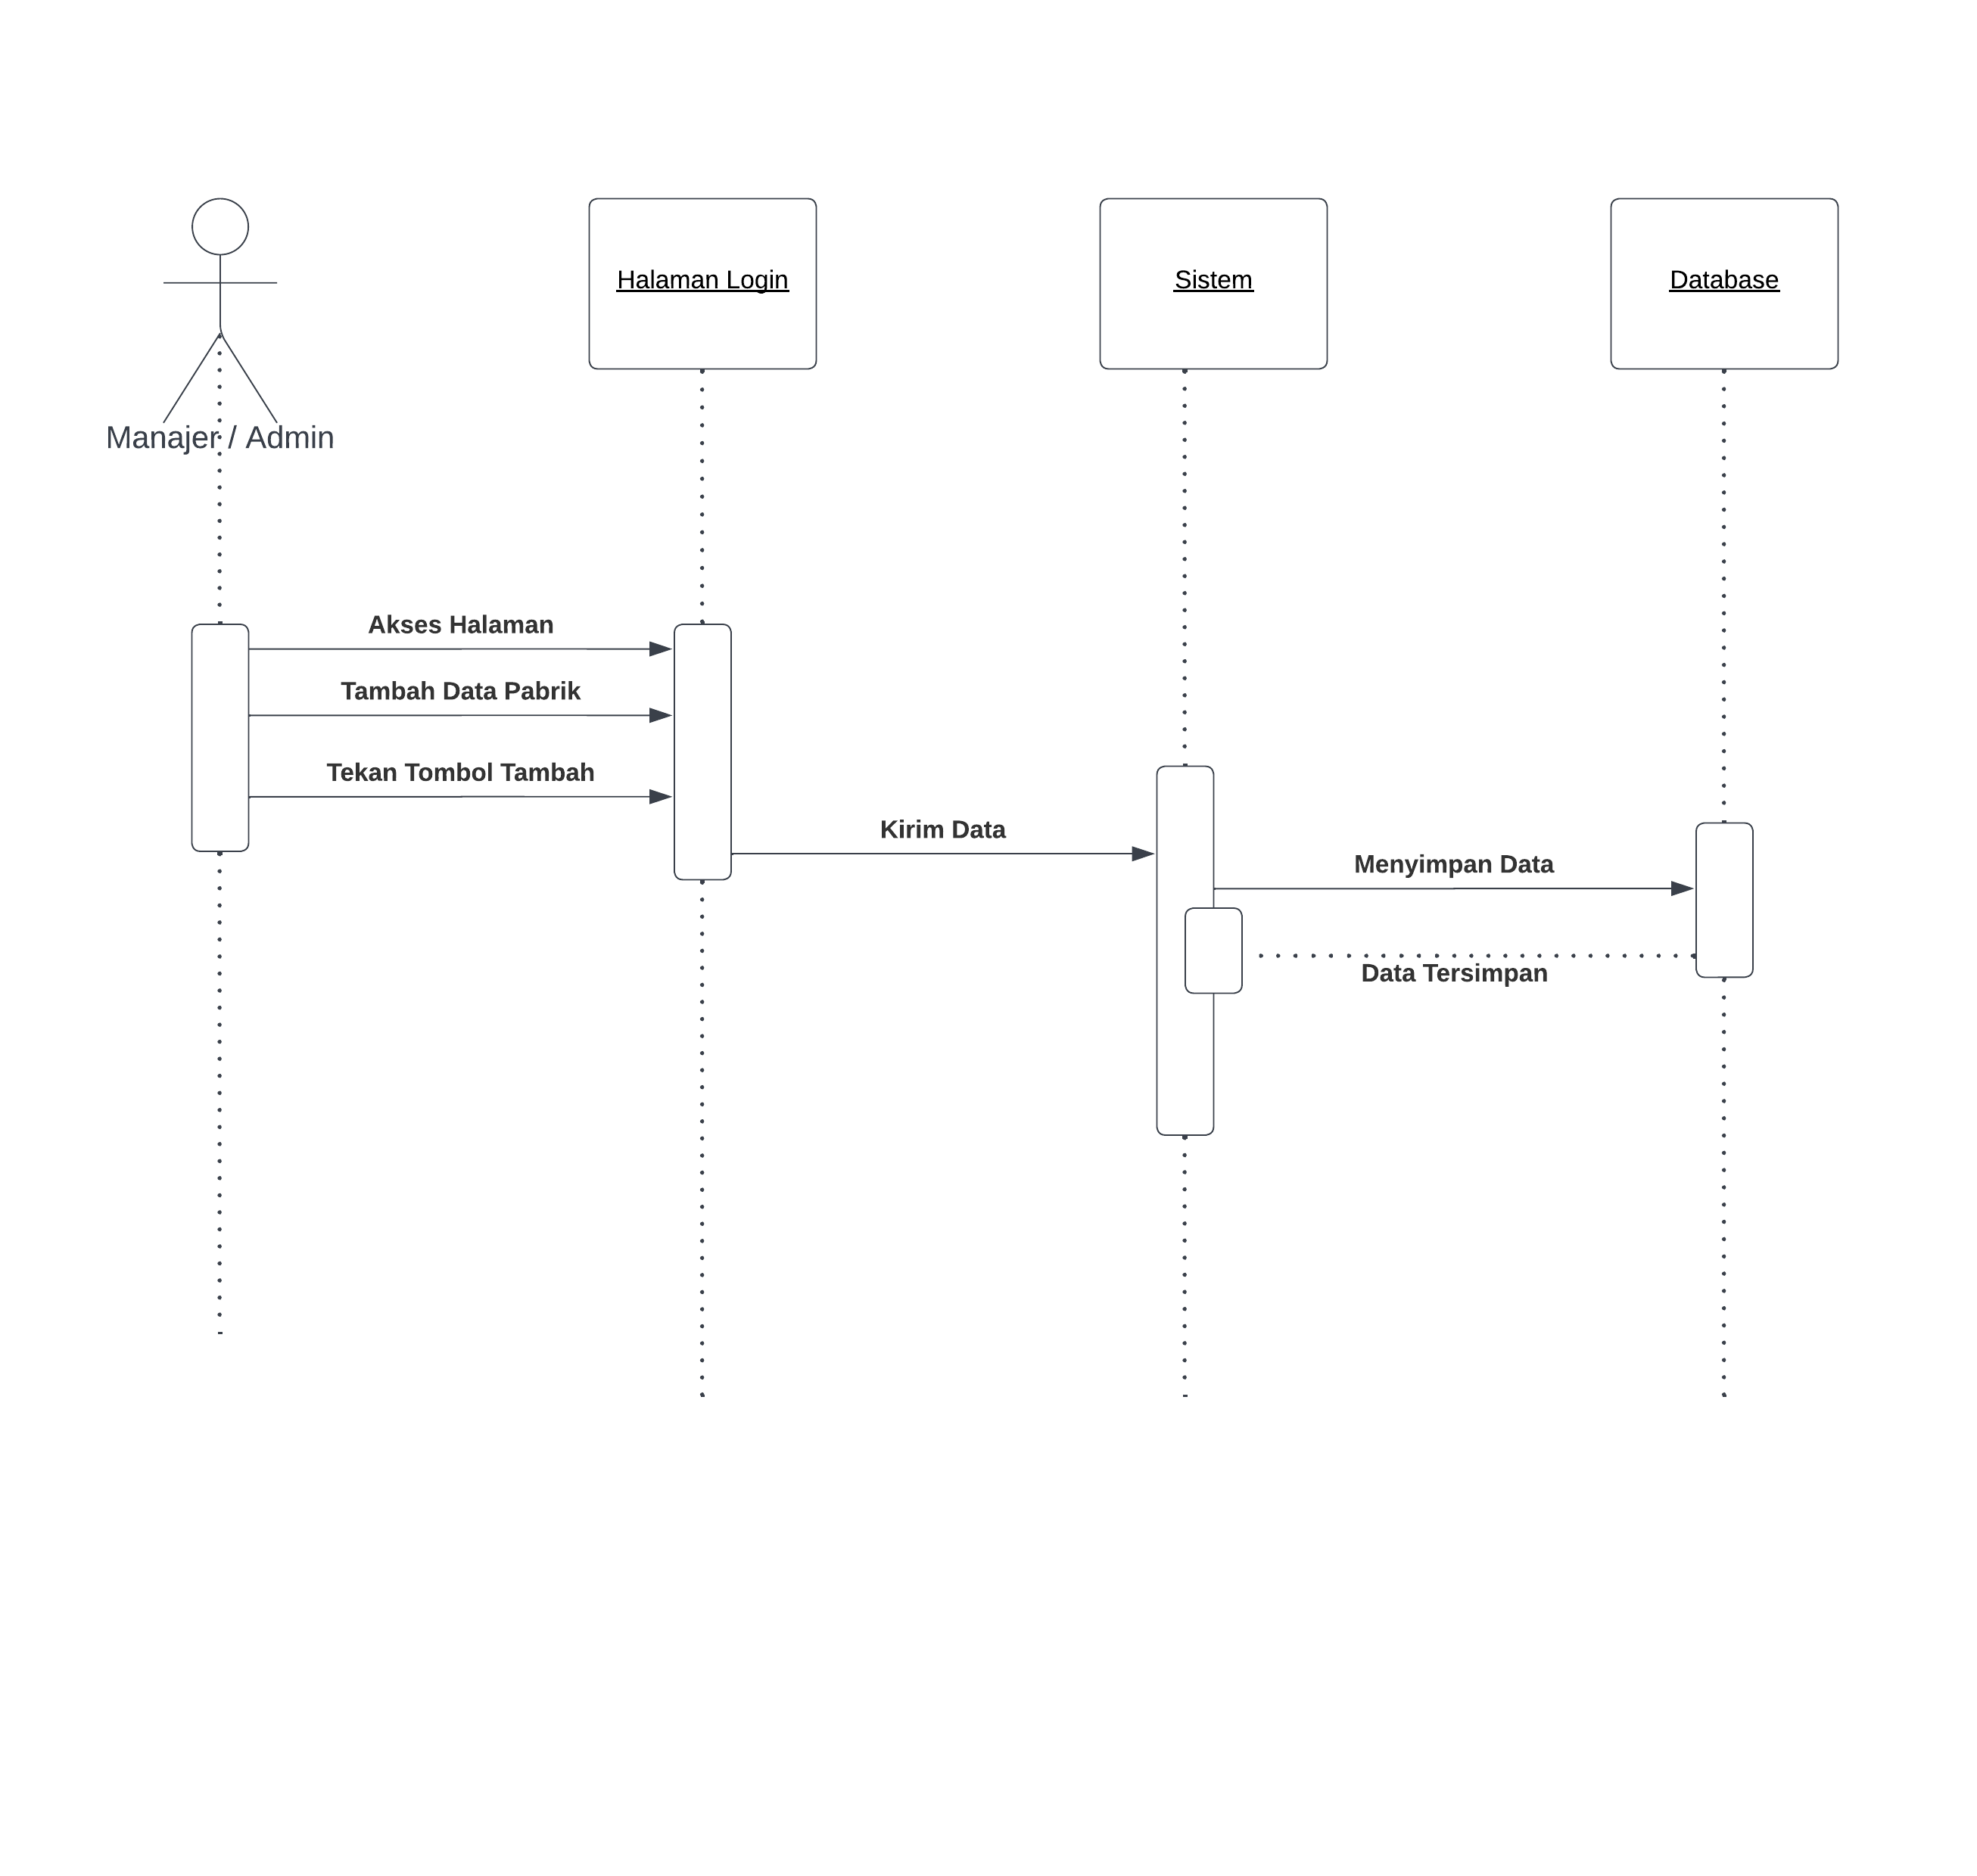 Halaman Login
Sistem
Database
Manajer / Admin
Akses Halaman
Tambah Data Pabrik
Tekan Tombol Tambah
Kirim Data
Menyimpan Data
Data Tersimpan